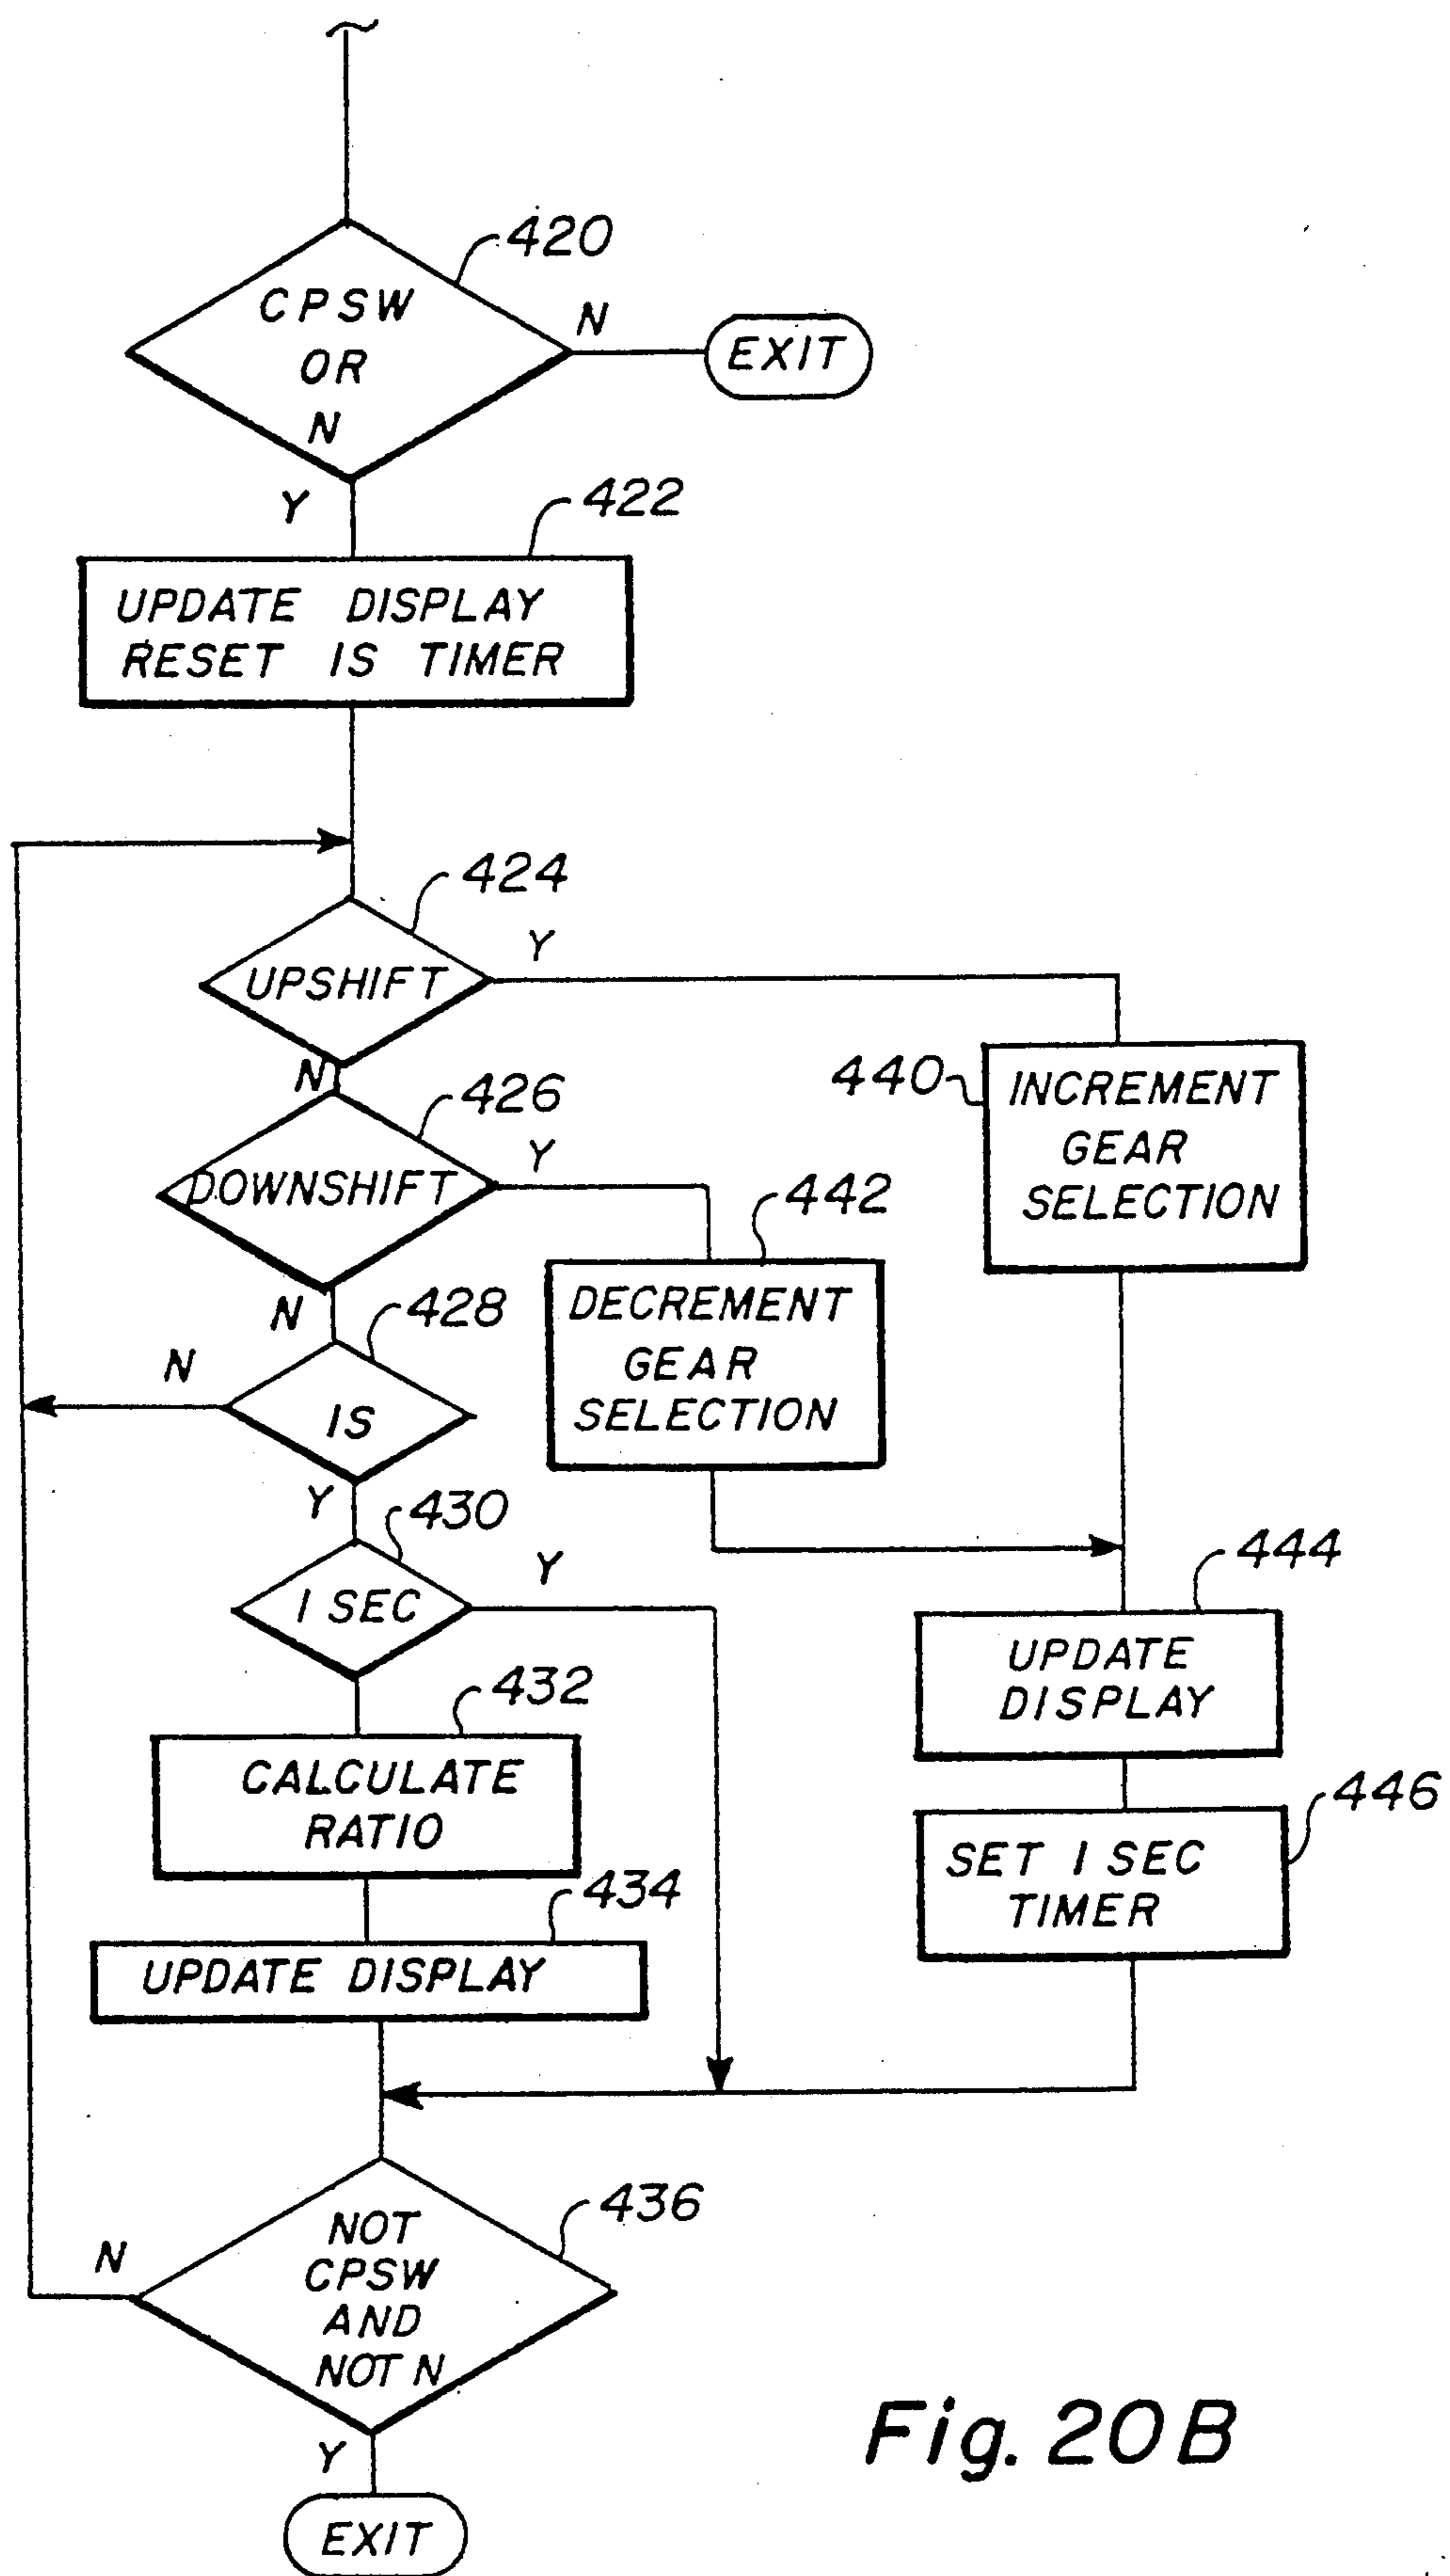 420
CPSW
OR
N
N
EXIT
Y
422
UPDATE DISPLAY
RESET IS TIMER
424
UPSHIFT
Y
N
426
DOWNSHIFT
Y
440
INCREMENT
GEAR
SELECTION
442
DECREMENT
GEAR
SELECTION
N
428
IS
N
Y
430
1 SEC
Y
432
CALCULATE
RATIO
434
UPDATE DISPLAY
444
UPDATE
DISPLAY
446
SET 1 SEC
TIMER
436
NOT
CPSW
AND
NOT N
N
Y
EXIT
Fig. 20B